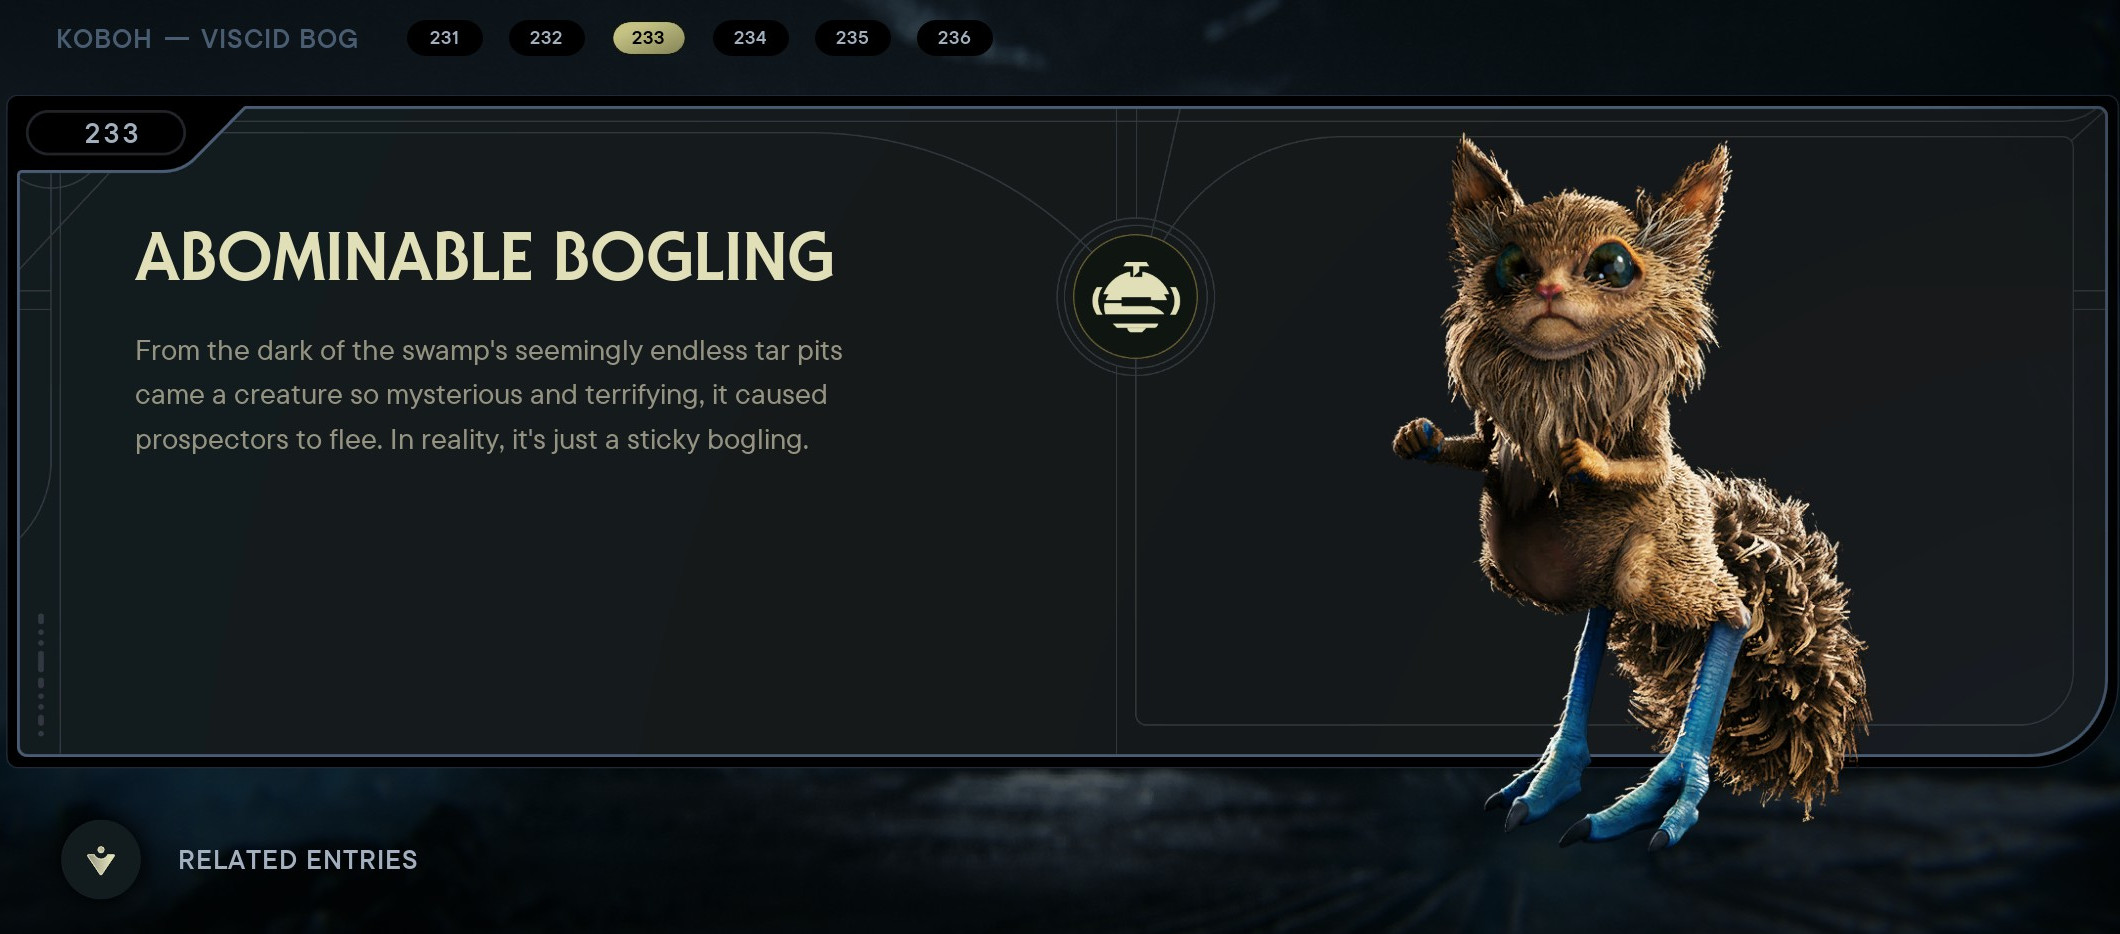 KOBOH — VISCID BOG 231 232 233 234 235 236
233
ABOMINABLE BOGLING
From the dark of the swamp's seemingly endless tar pits
came a creature so mysterious and terrifying, it caused
prospectors to flee. In reality, it's just a sticky bogling.
RELATED ENTRIES